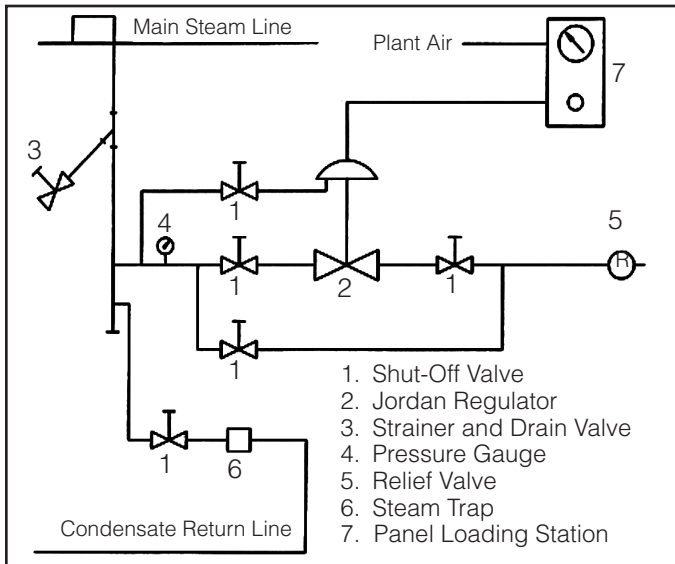 Main Steam Line
Plant Air
7
3
1
4
5
R
1
2
1
1
1
6
1. Shut-Off Valve
2. Jordan Regulator
3. Strainer and Drain Valve
4. Pressure Gauge
5. Relief Valve
6. Steam Trap
7. Panel Loading Station
Condensate Return Line